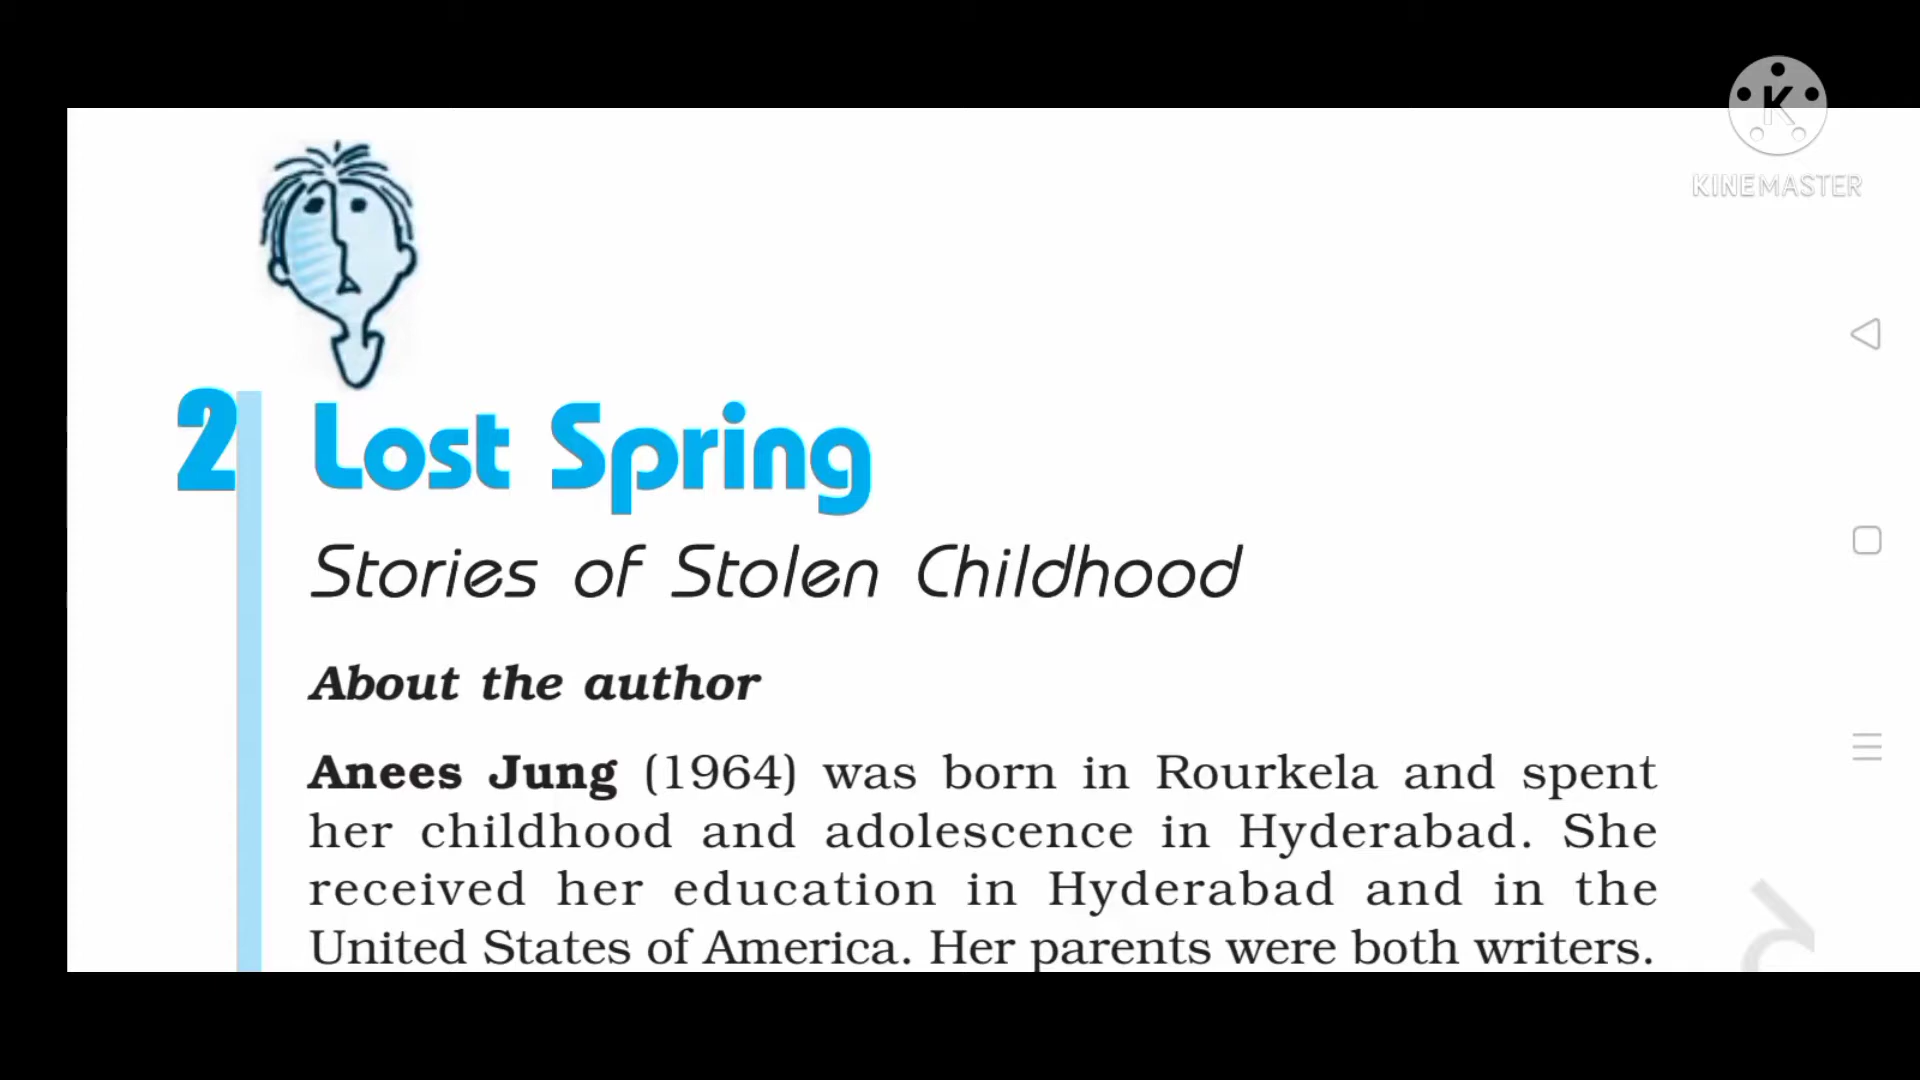 K
KINEMASTER
2 Lost Spring
Stories of Stolen Childhood
About the author
Anees Jung (1964) was born in Rourkela and spent
her childhood and adolescence in Hyderabad. She
received her education in Hyderabad and in the
United States of America. Her parents were both writers.